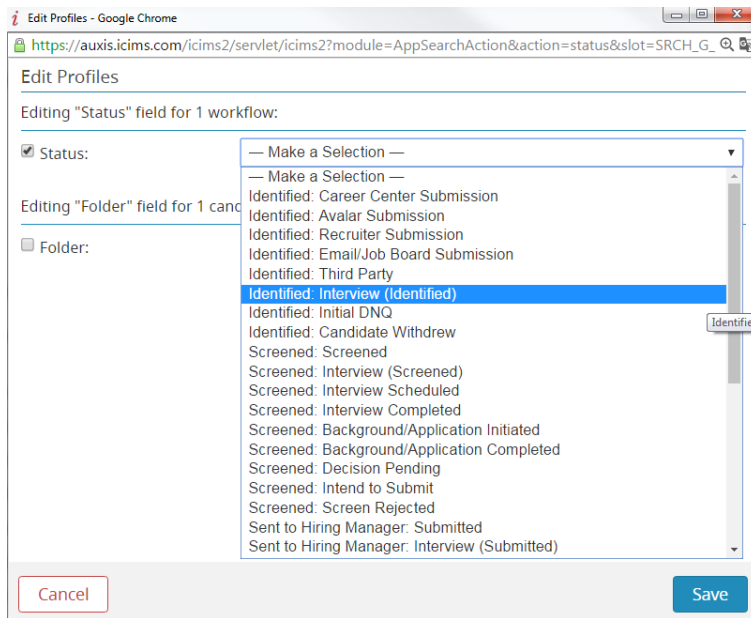 Edit Profiles - Google Chrome
https://auxis.icims.com/icims2/servlet/icims2?module=AppSearchAction&action=status&slot=SRCH_G_
Edit Profiles
Editing "Status" field for 1 workflow:
Status:
— Make a Selection —
— Make a Selection —
Identified: Career Center Submission
Identified: Avalar Submission
Editing "Folder" field for 1 canc
Identified: Recruiter Submission
Identified: Email/Job Board Submission
Folder:
Identified: Third Party
Identified: Interview (Identified)
Identified: Initial DNQ
Identifie
Identified: Candidate Withdrew
Screened: Screened
Screened: Interview (Screened)
Screened: Interview Scheduled
Screened: Interview Completed
Screened: Background/Application Initiated
Screened: Background/Application Completed
Screened: Decision Pending
Screened: Intend to Submit
Screened: Screen Rejected
Sent to Hiring Manager: Submitted
Sent to Hiring Manager: Interview (Submitted)
Cancel
Save